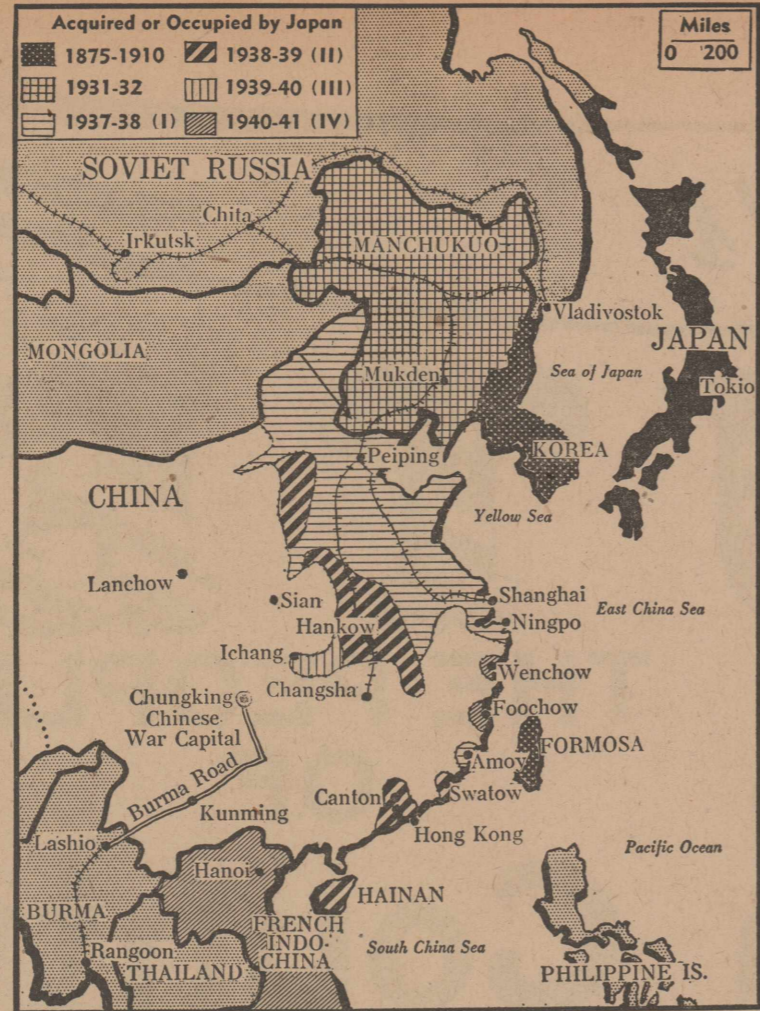 Acquired or Occupied by Japan
1875-1910
1938-39 (II)
1931-32
1939-40 (III)
1937-38 (I)
1940-41 (IV)
Miles
0 200
SOVIET RUSSIA
Chita
Irkutsk
MANCHUKUO
Vladivostok
MONGOLIA
JAPAN
Sea of Japan
Mukden
Tokio
Peiping
KOREA
CHINA
Yellow Sea
Lanchow
Sian
Shanghai
East China Sea
Ningpo
Hankow
Ichang
Wenchow
Changsha
Chungking
Chinese
War Capital
Foochow
FORMOSA
Amoy
Burma Road
Canton
Swatow
Kunming
Hong Kong
Lashio
Pacific Ocean
Hanoi
HAINAN
BURMA
FRENCH
INDO-
CHINA
South China Sea
Rangoon
THAILAND
PHILIPPINE IS.